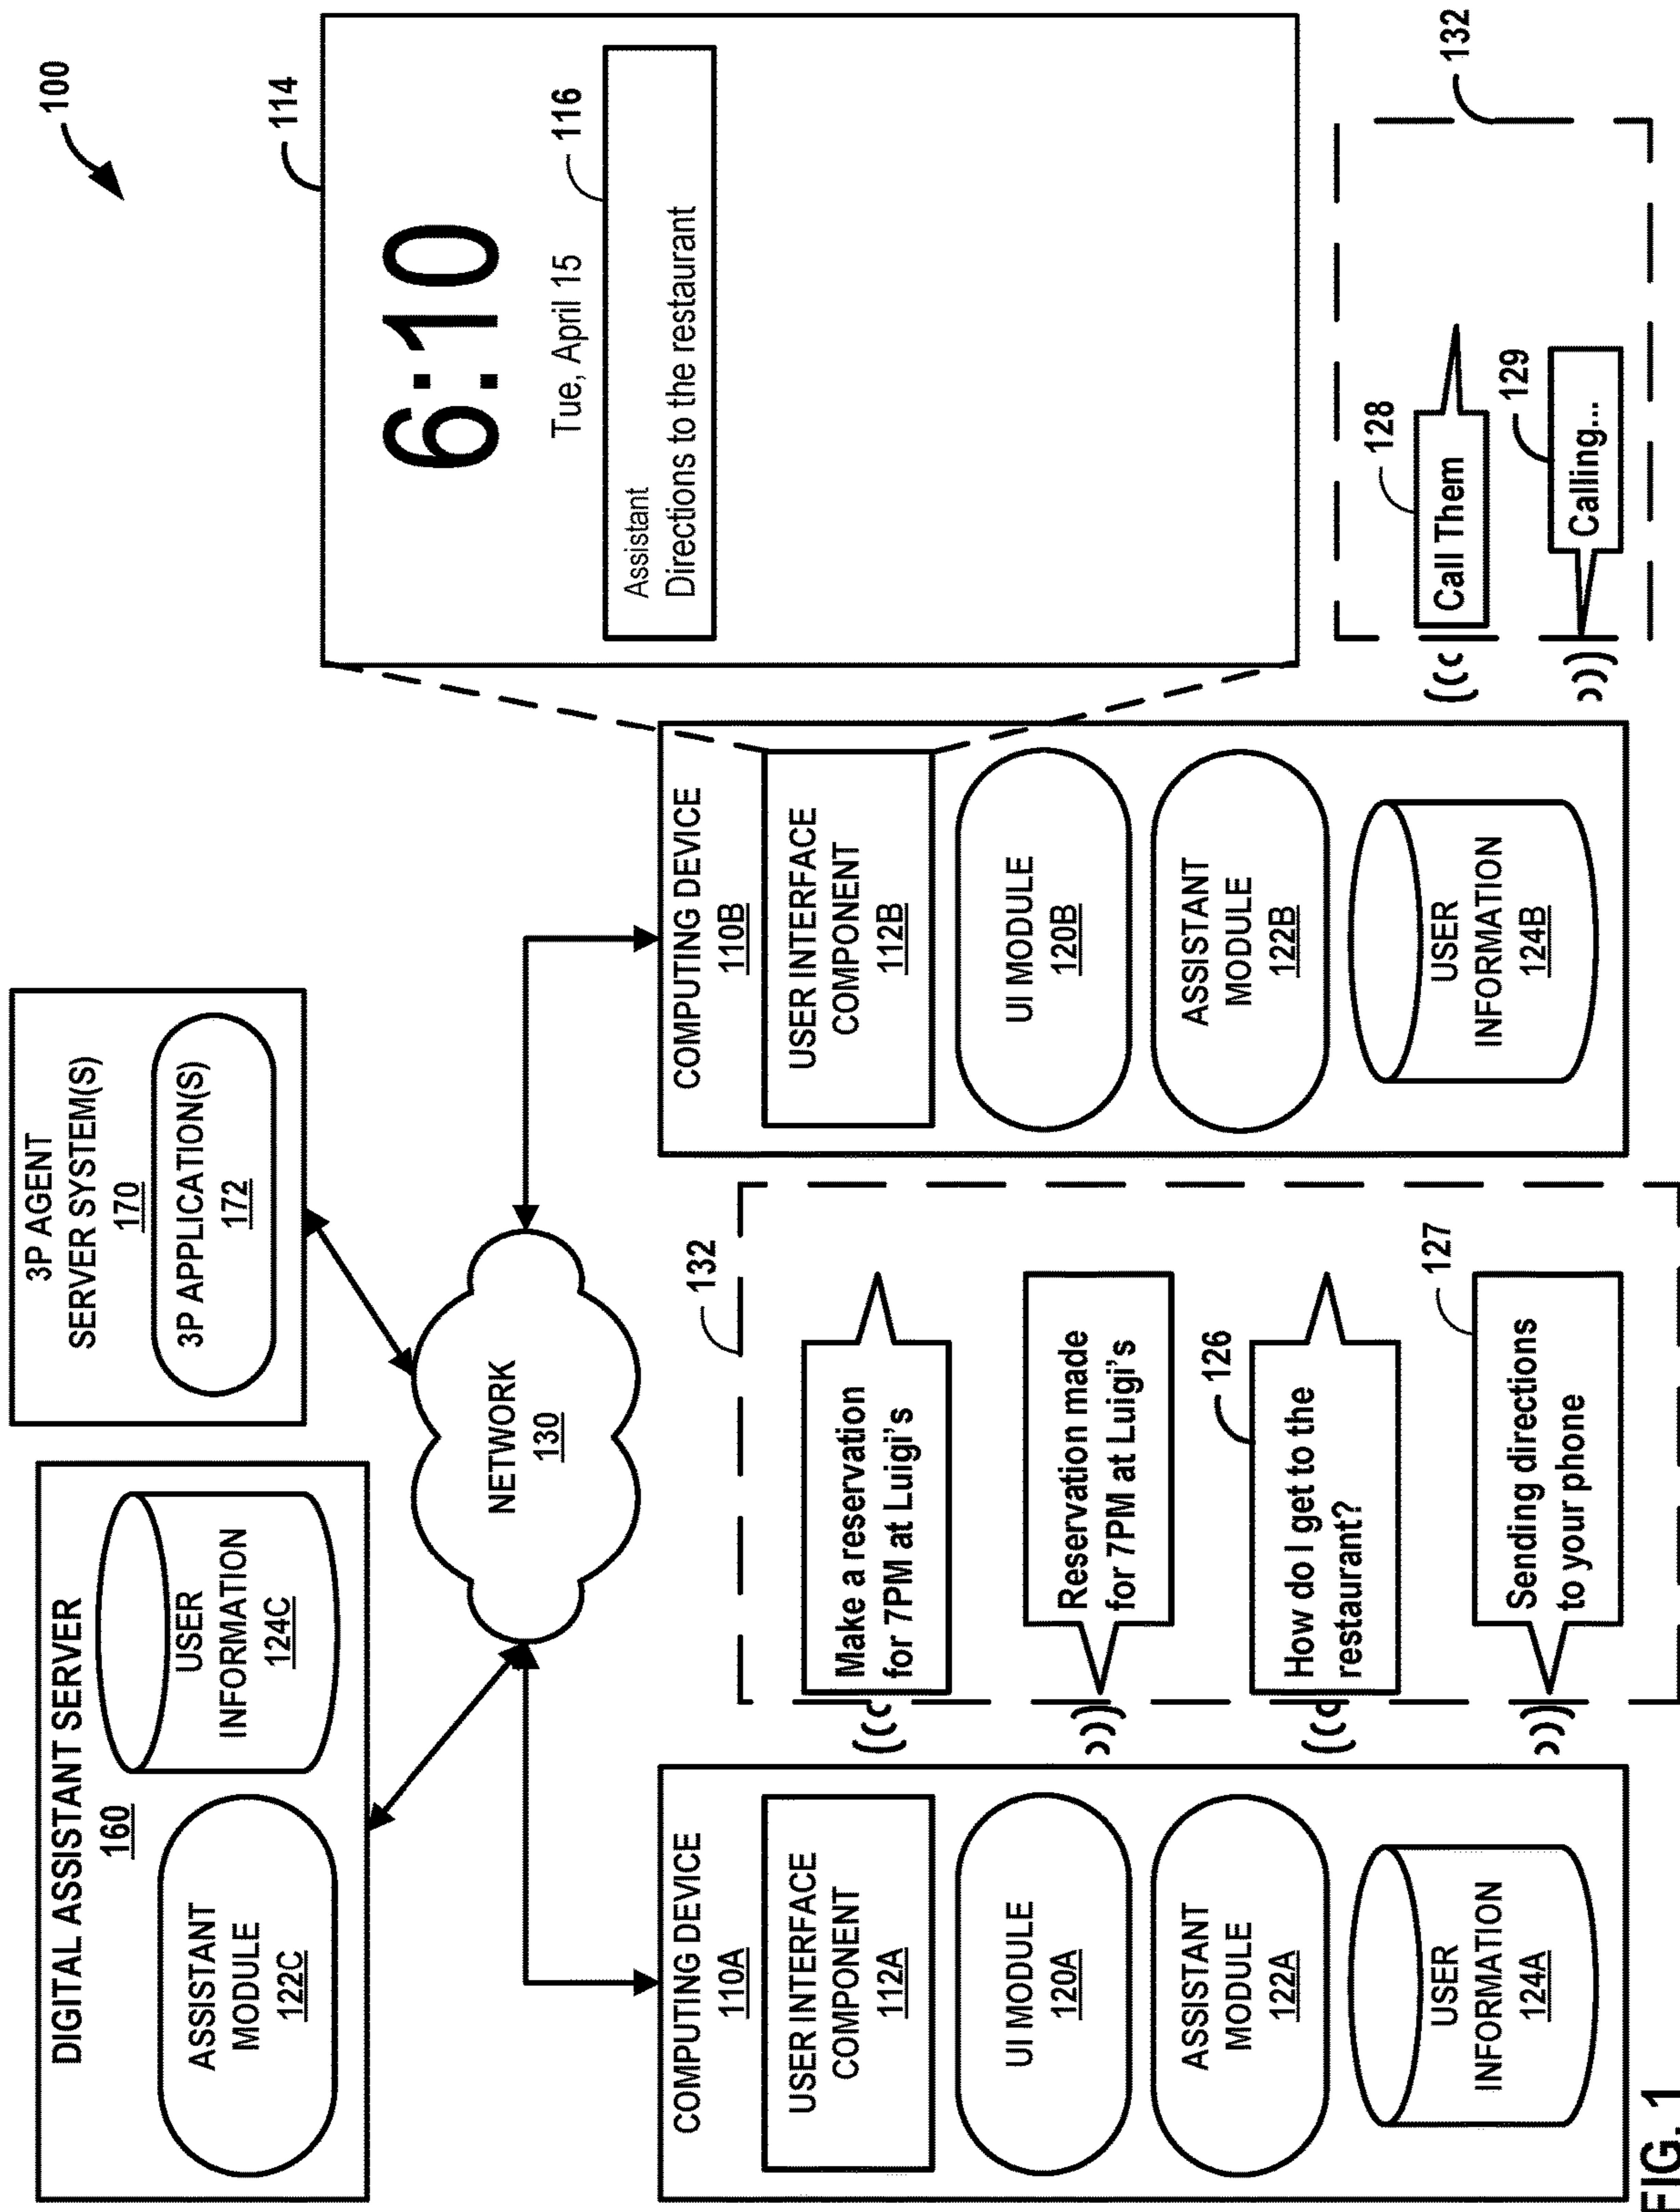 100
DIGITAL ASSISTANT SERVER
160
ASSISTANT
MODULE
122C
USER
INFORMATION
124C
3P AGENT
SERVER SYSTEM(S)
170
3P APPLICATION(S)
172
NETWORK
130
COMPUTING DEVICE
110A
USER INTERFACE
COMPONENT
112A
UI MODULE
120A
ASSISTANT
MODULE
122A
USER
INFORMATION
124A
132
Make a reservation
for 7PM at Luigi's
Reservation made
for 7PM at Luigi's
126
How do I get to the
restaurant?
127
Sending directions
to your phone
COMPUTING DEVICE
110B
USER INTERFACE
COMPONENT
112B
UI MODULE
120B
ASSISTANT
MODULE
122B
USER
INFORMATION
124B
114
6:10
Tue, April 15
116
Assistant
Directions to the restaurant
132
128
Call Them
129
Calling...
FIG. 1